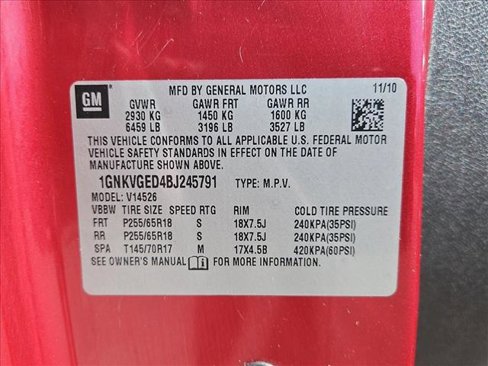 GM
MFD BY GENERAL MOTORS LLC 11/10
GVWR GAWR FRT GAWR RR
2930 KG 1450 KG 1600 KG
6459 LB 3196 LB 3527 LB
THIS VEHICLE CONFORMS TO ALL APPLICABLE U.S. FEDERAL MOTOR
VEHICLE SAFETY STANDARDS IN EFFECT ON THE DATE OF
MANUFACTURE SHOWN ABOVE.
1GNKVGED4BJ245791 TYPE: M.P.V.
MODEL: V14526
VBBW TIRE SIZE SPEED RTG RIM COLD TIRE PRESSURE
FRT P255/65R18 S 18X7.5J 240KPA(35PSI)
RR P255/65R18 S 18X7.5J 240KPA(35PSI)
SPA T145/70R17 M 17X4.5B 420KPA(60PSI)
SEE OWNER'S MANUAL FOR MORE INFORMATION.